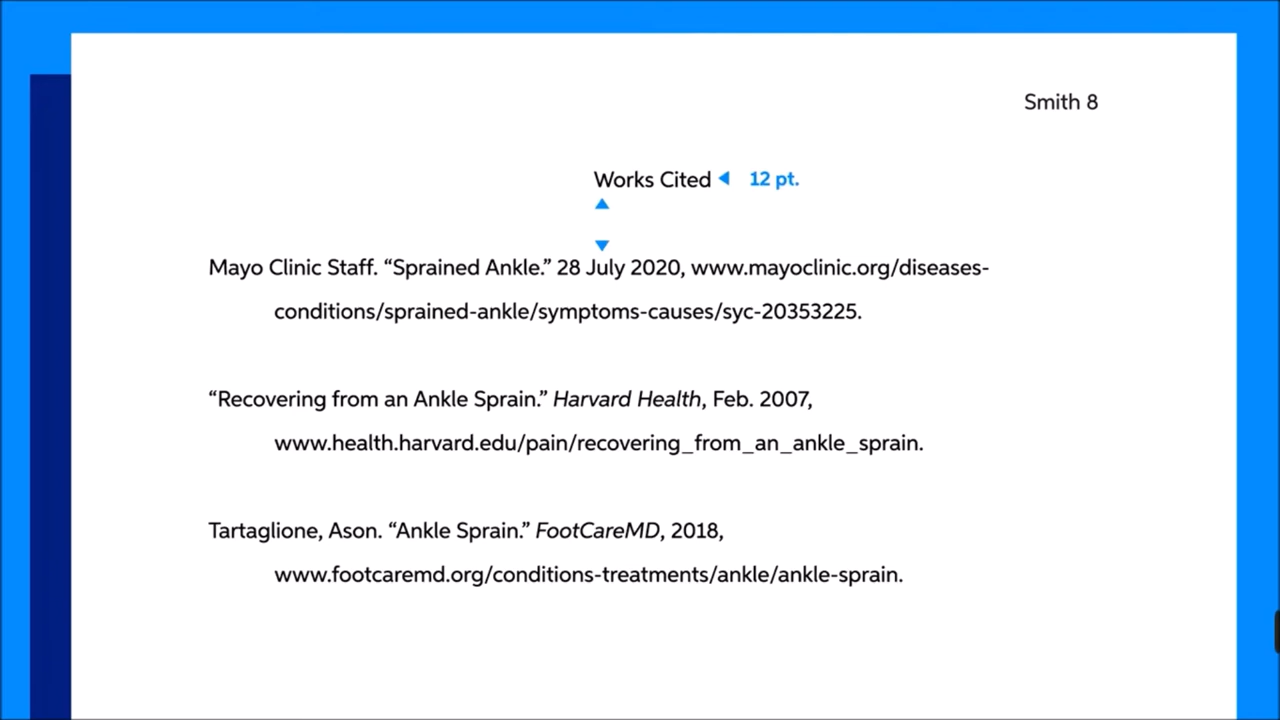 Smith 8
Works Cited 12 pt.
Mayo Clinic Staff. “Sprained Ankle.” 28 July 2020, www.mayoclinic.org/diseases-
conditions/sprained-ankle/symptoms-causes/syc-20353225.
“Recovering from an Ankle Sprain.” Harvard Health, Feb. 2007,
www.health.harvard.edu/pain/recovering_from_an_ankle_sprain.
Tartaglione, Ason. “Ankle Sprain.” FootCareMD, 2018,
www.footcaremd.org/conditions-treatments/ankle/ankle-sprain.